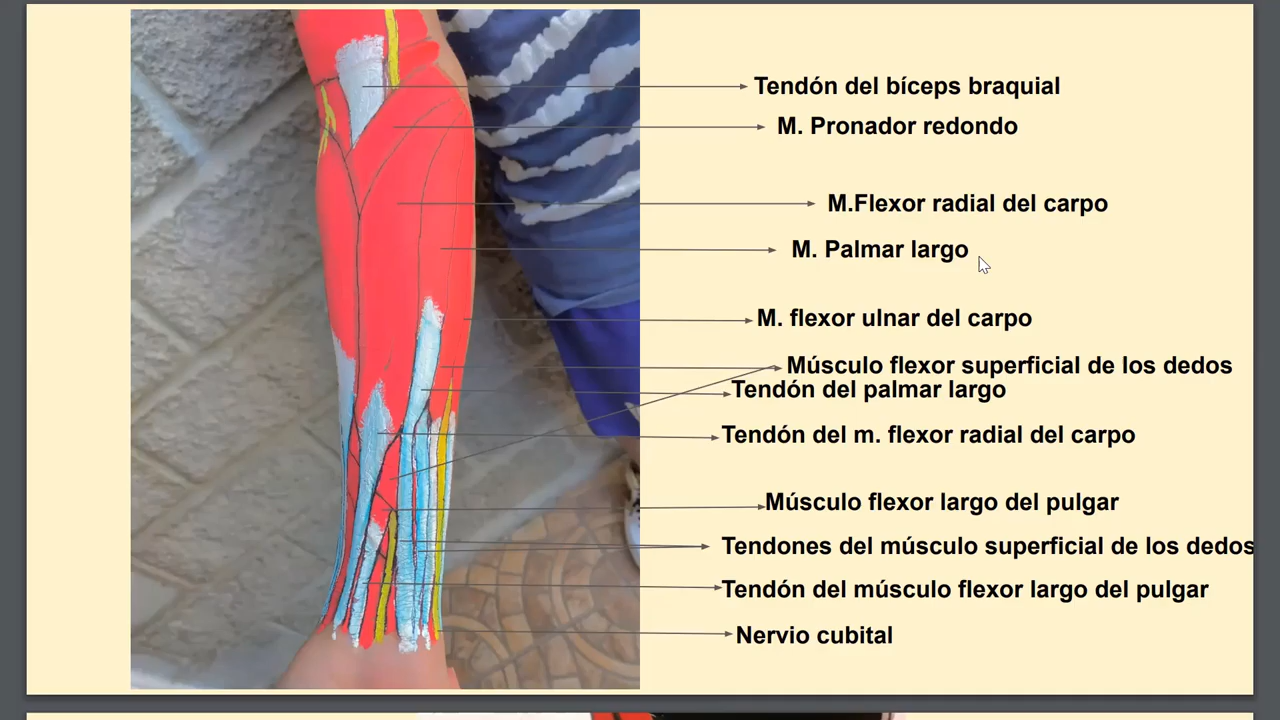 Tendón del bíceps braquial
M. Pronador redondo
M.Flexor radial del carpo
M. Palmar largo
M. flexor ulnar del carpo
Músculo flexor superficial de los dedos
Tendón del palmar largo
Tendón del m. flexor radial del carpo
Músculo flexor largo del pulgar
Tendones del músculo superficial de los dedos
Tendón del músculo flexor largo del pulgar
Nervio cubital